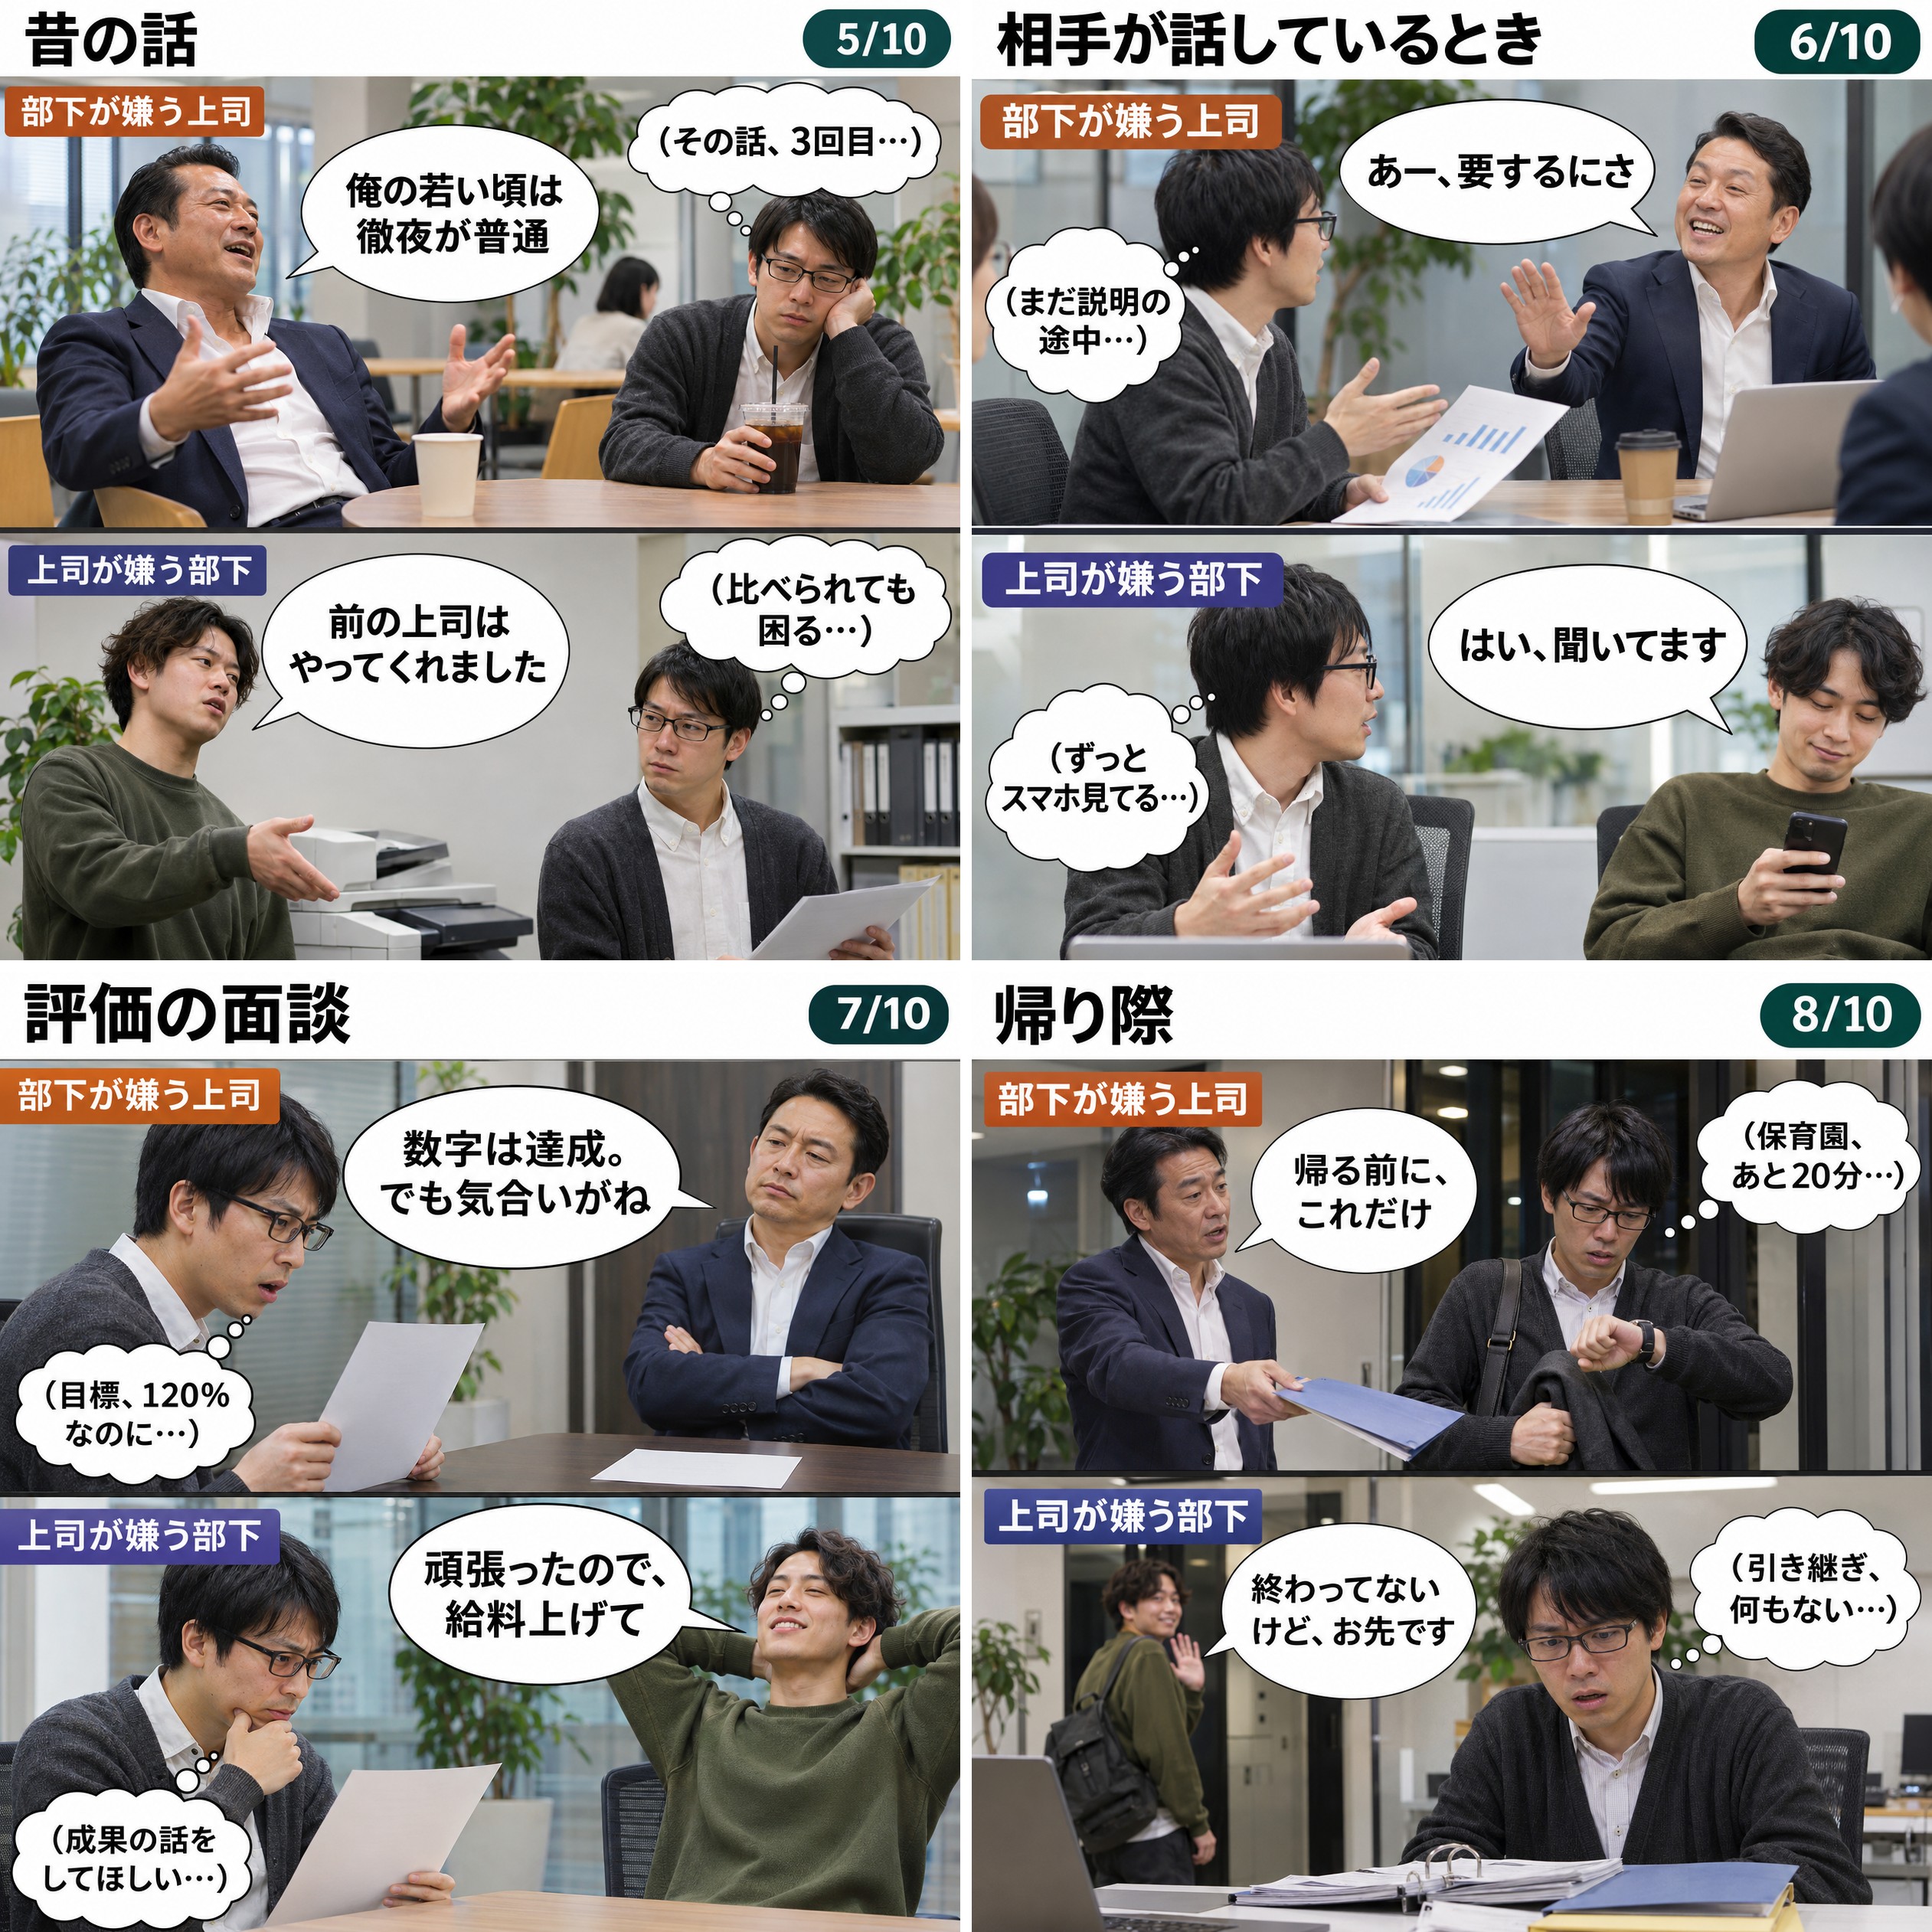 昔の話
5/10
部下が嫌う上司
俺の若い頃は
徹夜が普通
(その話、3回目…)
上司が嫌う部下
前の上司は
やってくれました
(比べられても
困る…)
相手が話しているとき
6/10
部下が嫌う上司
あー、要するにさ
(まだ説明の
途中…)
上司が嫌う部下
はい、聞いてます
(ずっと
スマホ見てる…)
評価の面談
7/10
部下が嫌う上司
数字は達成。
でも気合いがね
(目標、120%
なのに…)
上司が嫌う部下
頑張ったので、
給料上げて
(成果の話を
してほしい…)
帰り際
8/10
部下が嫌う上司
帰る前に、
これだけ
(保育園、
あと20分…)
上司が嫌う部下
終わってない
けど、お先です
(引き継ぎ、
何もない…)